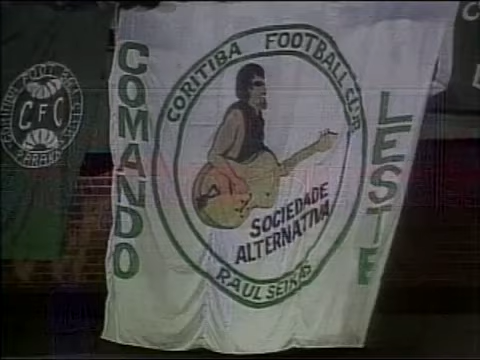 CFC
COMANDO
CORITIBA FOOTBALL CLUB
SOCIEDADE
ALTERNATIVA
RAUL SEIXAS
LESTE